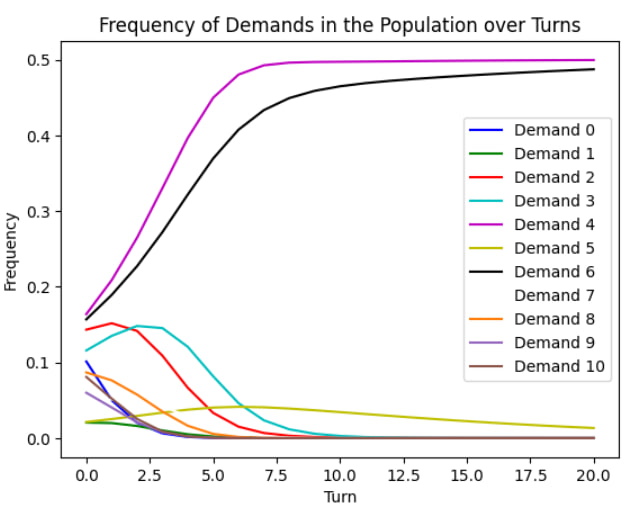 Frequency of Demands in the Population over Turns
0.5
0.4
0.3
0.2
0.1
0.0
Frequency
Demand 0
Demand 1
Demand 2
Demand 3
Demand 4
Demand 5
Demand 6
Demand 7
Demand 8
Demand 9
Demand 10
0.0 2.5 5.0 7.5 10.0 12.5 15.0 17.5 20.0
Turn